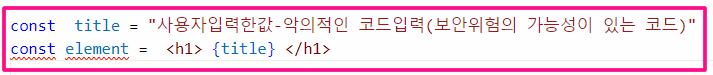 const  title = "사용자입력한값-악의적인 코드입력(보안위험의 가능성이 있는 코드)"
const element =  <h1> {title} </h1>